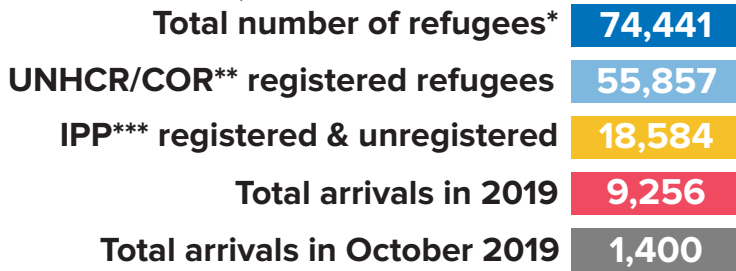 Total number of refugees* 74,441
UNHCR/COR** registered refugees 55,857
IPP*** registered & unregistered 18,584
Total arrivals in 2019 9,256
Total arrivals in October 2019 1,400